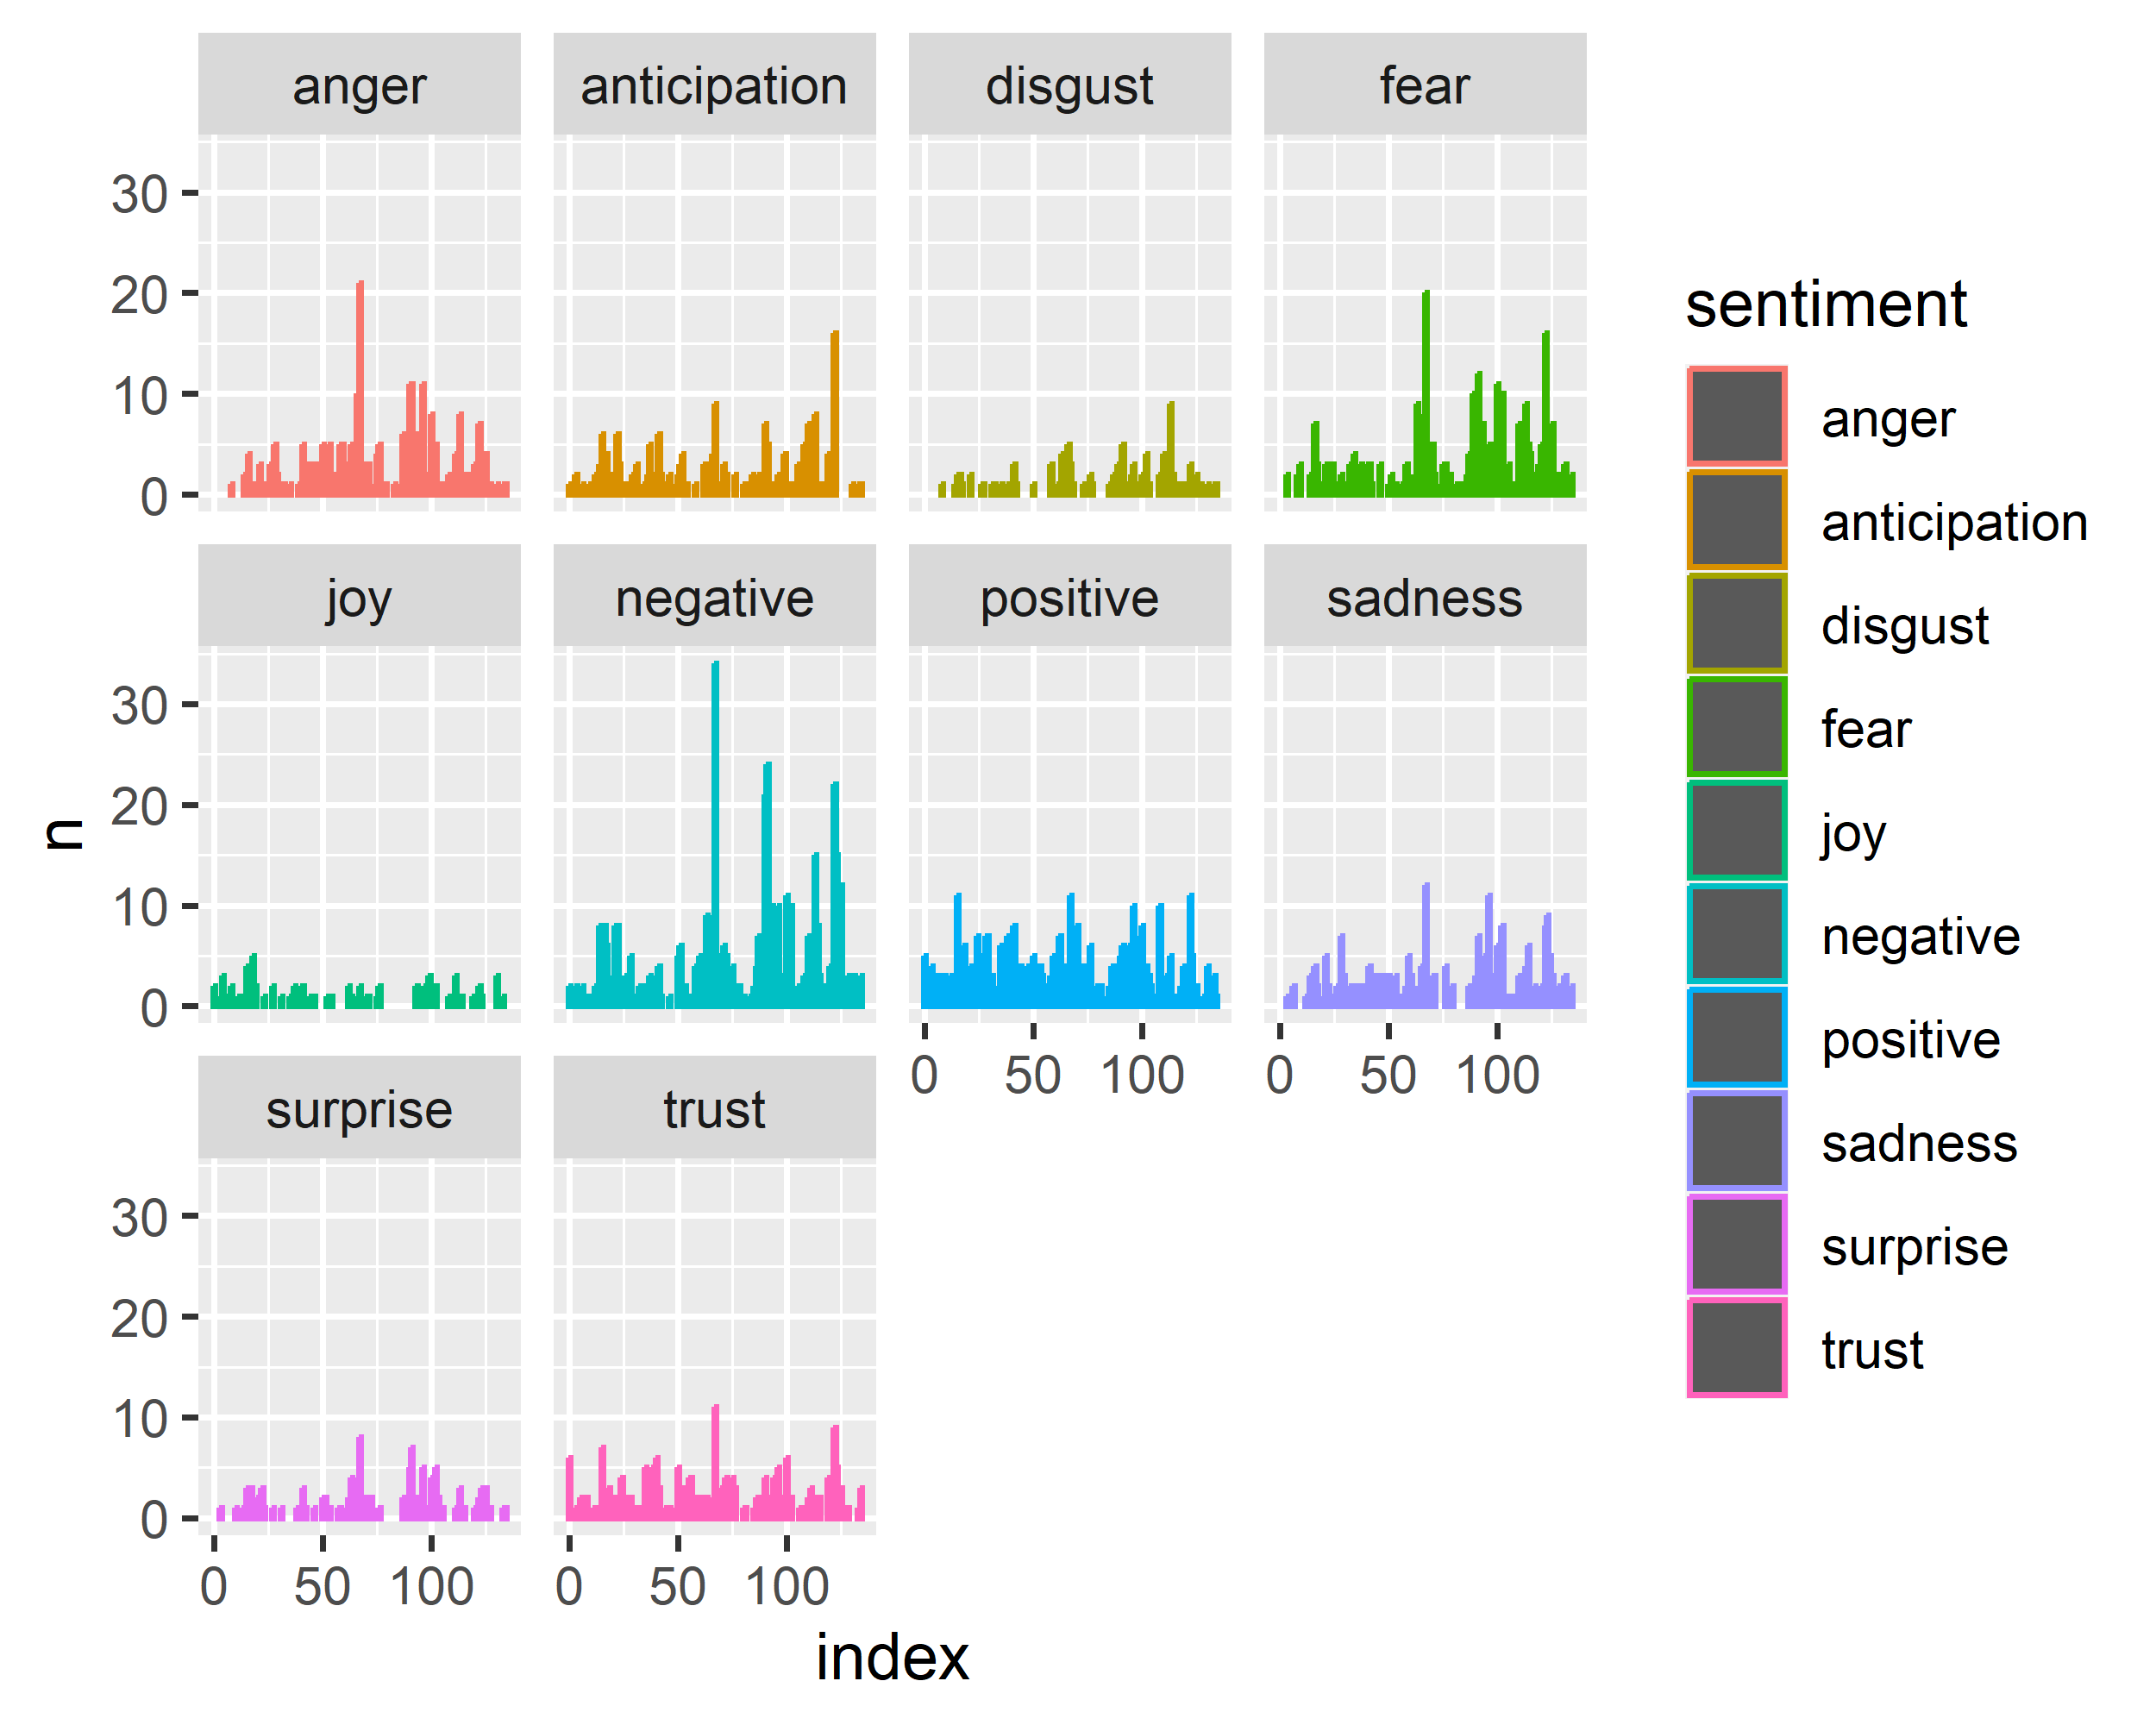 anger anticipation disgust fear
30
20
10
0
joy negative positive sadness
30
20
10
0
0 50 100 0 50 100
surprise trust
30
20
10
0
0 50 100 0 50 100
index
n
sentiment
anger
anticipation
disgust
fear
joy
negative
positive
sadness
surprise
trust